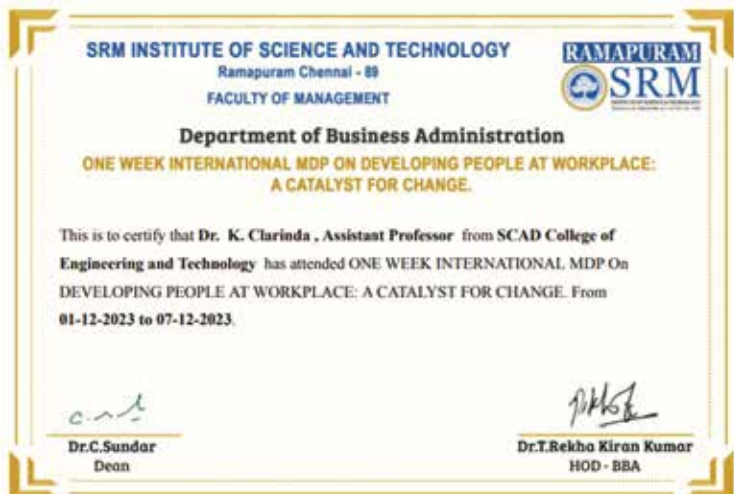 SRM INSTITUTE OF SCIENCE AND TECHNOLOGY
Ramapuram Chennai - 89
FACULTY OF MANAGEMENT
RAMAPURAM
SRM
Department of Business Administration
ONE WEEK INTERNATIONAL MDP ON DEVELOPING PEOPLE AT WORKPLACE:
A CATALYST FOR CHANGE.
This is to certify that Dr. K. Clarinda , Assistant Professor from SCAD College of
Engineering and Technology has attended ONE WEEK INTERNATIONAL MDP On
DEVELOPING PEOPLE AT WORKPLACE: A CATALYST FOR CHANGE. From
01-12-2023 to 07-12-2023.
Dr.C.Sundar
Dean
Dr.T.Rekha Kiran Kumar
HOD - BBA